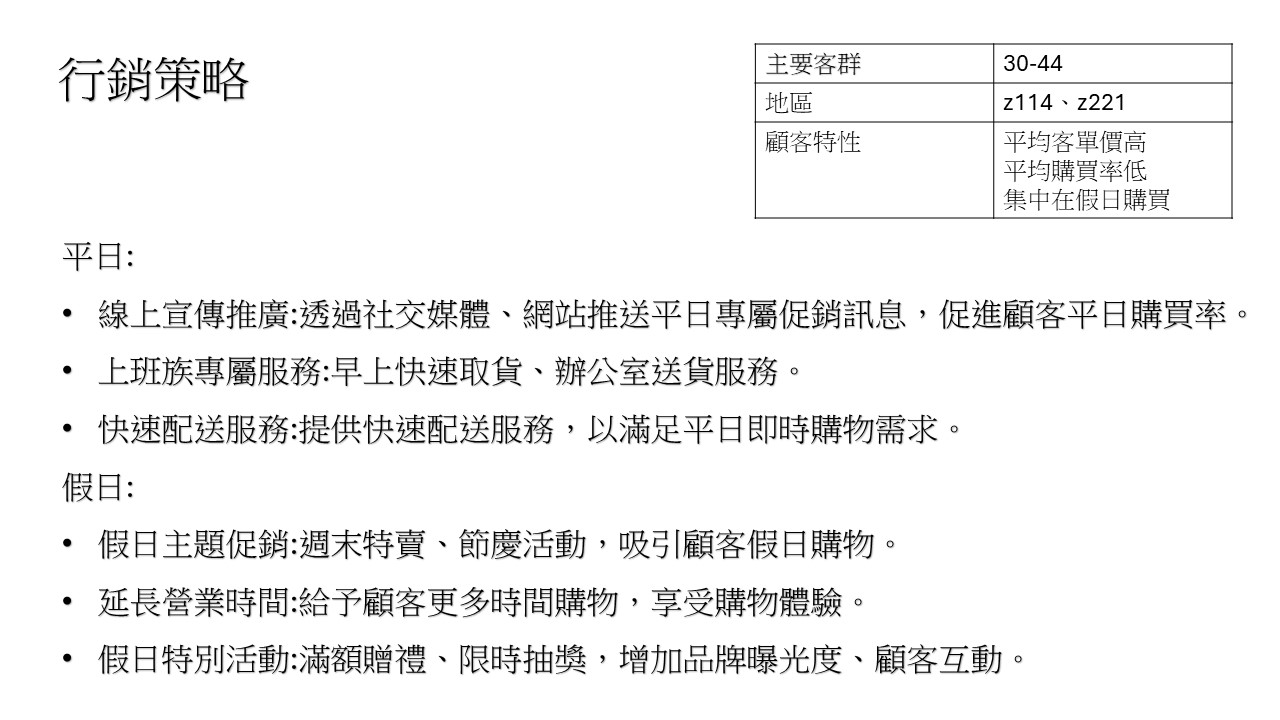 行銷策略
主要客群 30-44
地區 z114、z221
顧客特性 平均客單價高
平均購買率低
集中在假日購買
平日:
• 線上宣傳推廣:透過社交媒體、網站推送平日專屬促銷訊息，促進顧客平日購買率。
• 上班族專屬服務:早上快速取貨、辦公室送貨服務。
• 快速配送服務:提供快速配送服務，以滿足平日即時購物需求。
假日:
• 假日主題促銷:週末特賣、節慶活動，吸引顧客假日購物。
• 延長營業時間:給予顧客更多時間購物，享受購物體驗。
• 假日特別活動:滿額贈禮、限時抽獎，增加品牌曝光度、顧客互動。